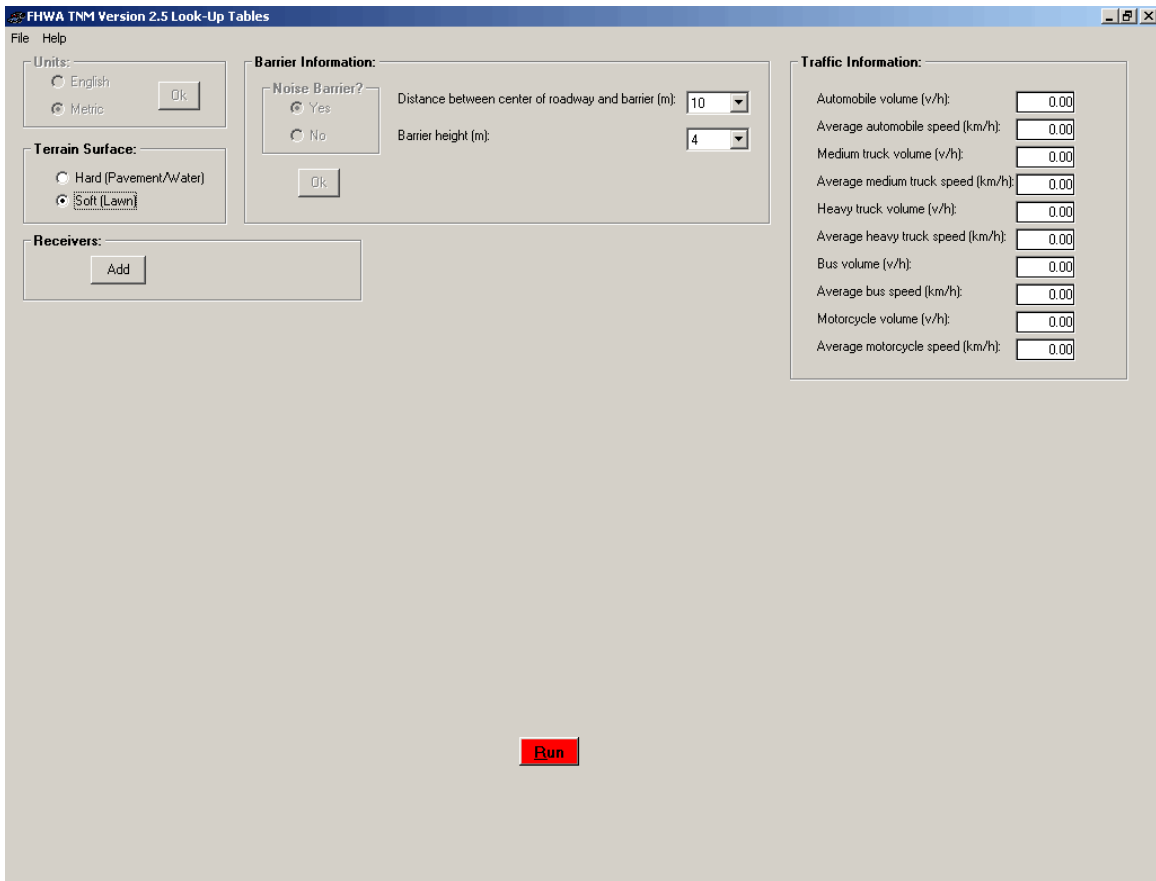 FHWA TNM Version 2.5 Look-Up Tables
File Help
Units:
English
Metric
Ok
Terrain Surface:
Hard (Pavement/Water)
Soft (Lawn)
Receivers:
Add
Barrier Information:
Noise Barrier?
Yes
No
Ok
Distance between center of roadway and barrier (m): 10
Barrier height (m): 4
Traffic Information:
Automobile volume (v/h): 0.00
Average automobile speed (km/h): 0.00
Medium truck volume (v/h): 0.00
Average medium truck speed (km/h): 0.00
Heavy truck volume (v/h): 0.00
Average heavy truck speed (km/h): 0.00
Bus volume (v/h): 0.00
Average bus speed (km/h): 0.00
Motorcycle volume (v/h): 0.00
Average motorcycle speed (km/h): 0.00
Run